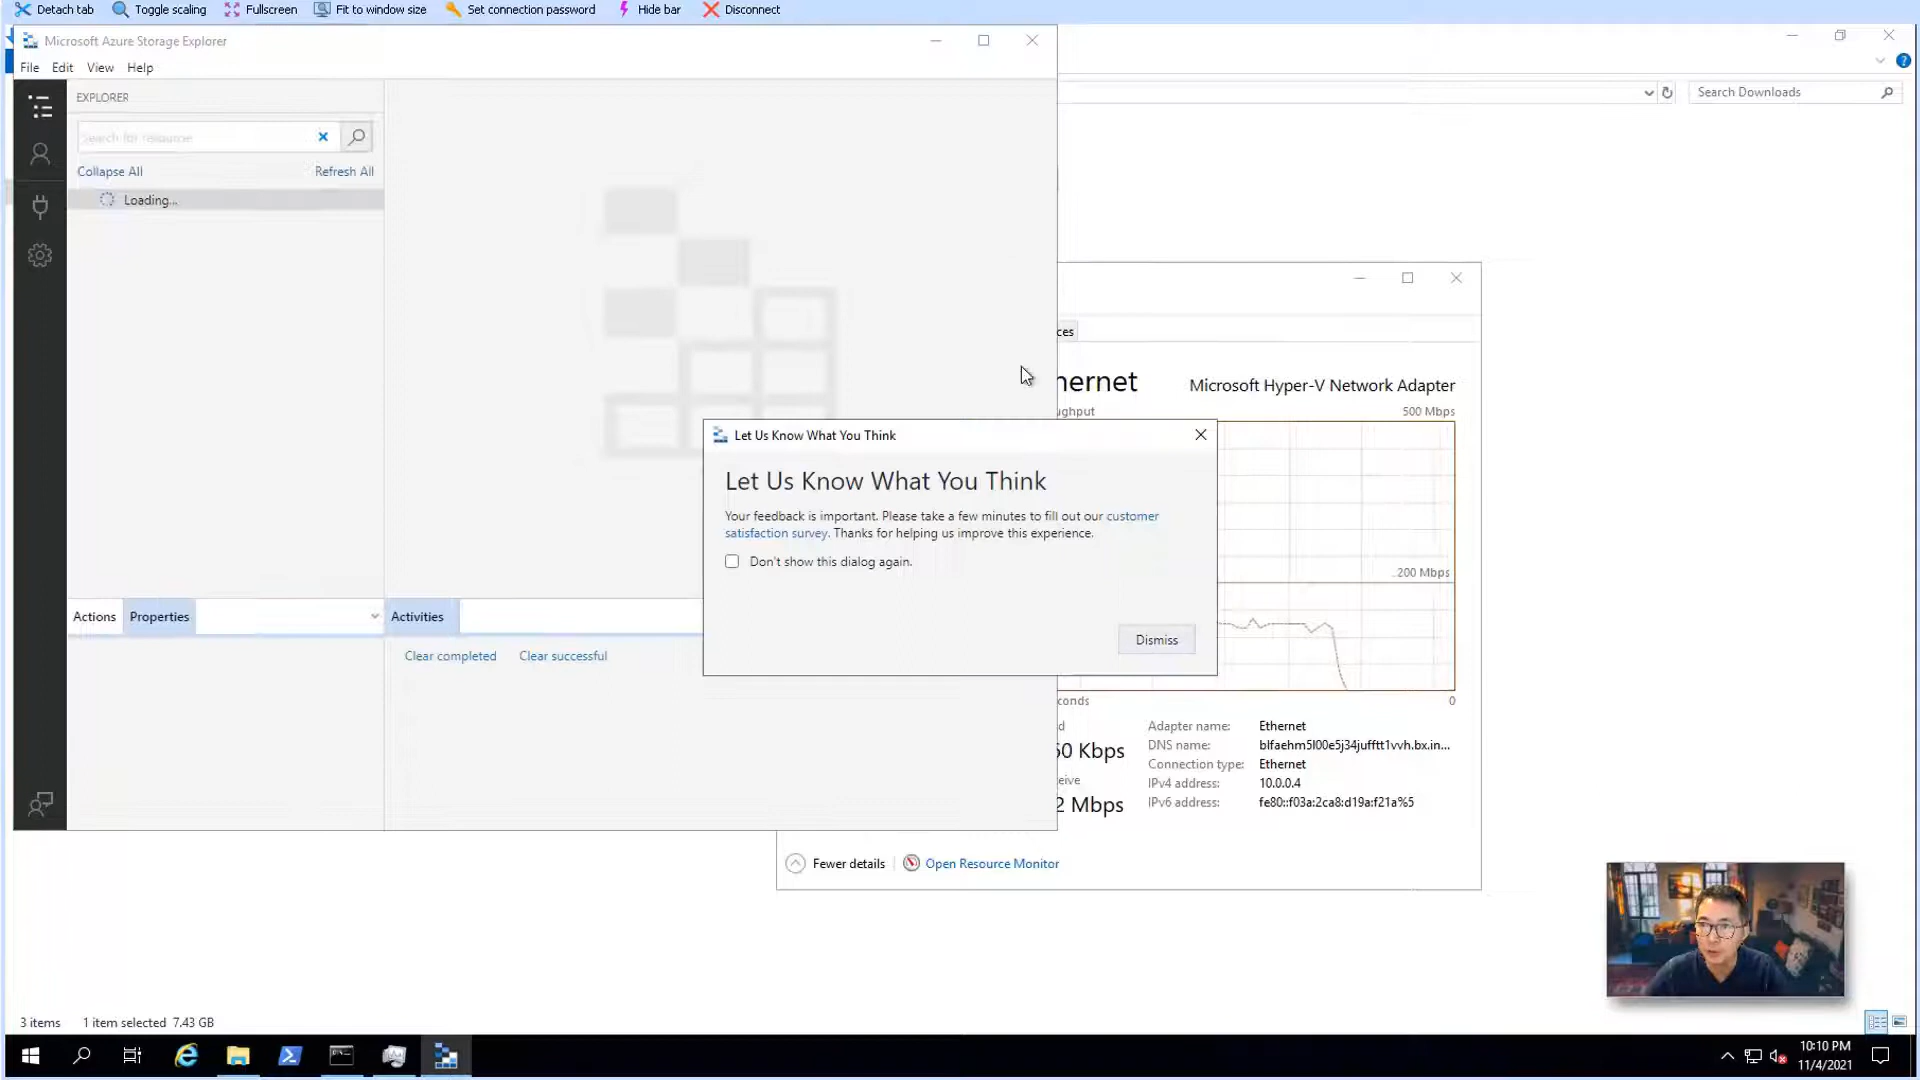 Detach tab
Toggle scaling
Fullscreen
Fit to window size
Set connection password
Hide bar
Disconnect
Microsoft Azure Storage Explorer
File Edit View Help
EXPLORER
Search for resource
Collapse All
Refresh All
Loading...
Search Downloads
ces
hernet
Microsoft Hyper-V Network Adapter
ughput
500 Mbps
200 Mbps
Let Us Know What You Think
Let Us Know What You Think
Your feedback is important. Please take a few minutes to fill out our customer
satisfaction survey. Thanks for helping us improve this experience.
Don't show this dialog again.
Dismiss
Actions
Properties
Activities
Clear completed
Clear successful
conds
0
d
60 Kbps
eive
2 Mbps
Adapter name: Ethernet
DNS name: blfaehm5l00e5j34jufftt1vvh.bx.in...
Connection type: Ethernet
IPv4 address: 10.0.0.4
IPv6 address: fe80::f03a:2ca8:d19a:f21a%5
Fewer details
Open Resource Monitor
3 items
1 item selected 7.43 GB
10:10 PM
11/4/2021